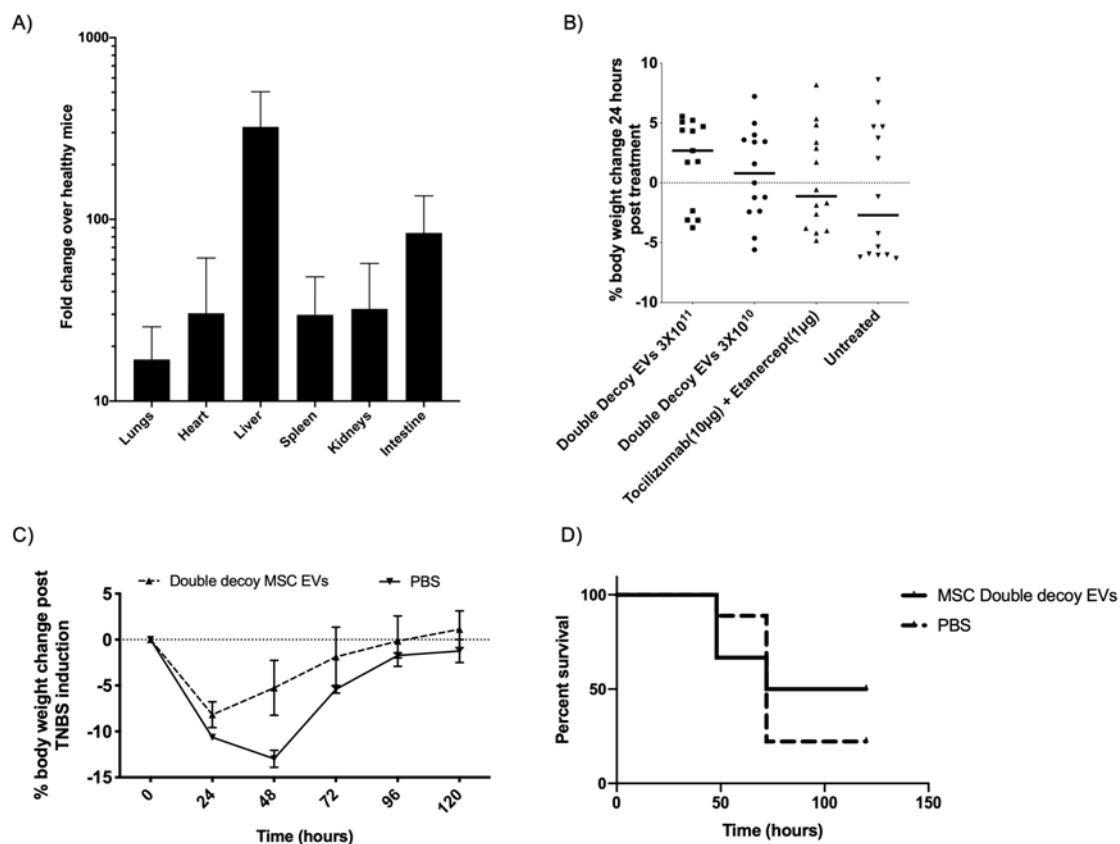 A)
Fold change over healthy mice
1000
100
10
Lungs
Heart
Liver
Spleen
Kidneys
Intestine
B)
% body weight change 24 hours
post treatment
10
5
0
-5
-10
Double Decoy EVs 3X10¹¹
Double Decoy EVs 3X10¹⁰
Tocilizumab(10µg) + Etanercept(1µg)
Untreated
C)
Double decoy MSC EVs
PBS
% body weight change post
TNBS induction
5
0
-5
-10
-15
0
24
48
72
96
120
Time (hours)
D)
Percent survival
100
50
0
0
50
100
150
Time (hours)
MSC Double decoy EVs
PBS